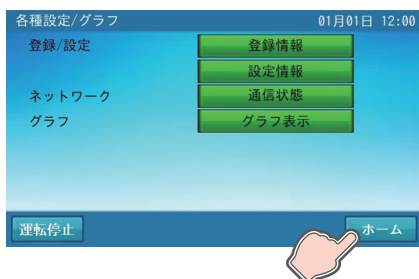 各種設定/グラフ 01月01日 12:00
登録/設定 登録情報
設定情報
ネットワーク 通信状態
グラフ グラフ表示
運転停止 ホーム